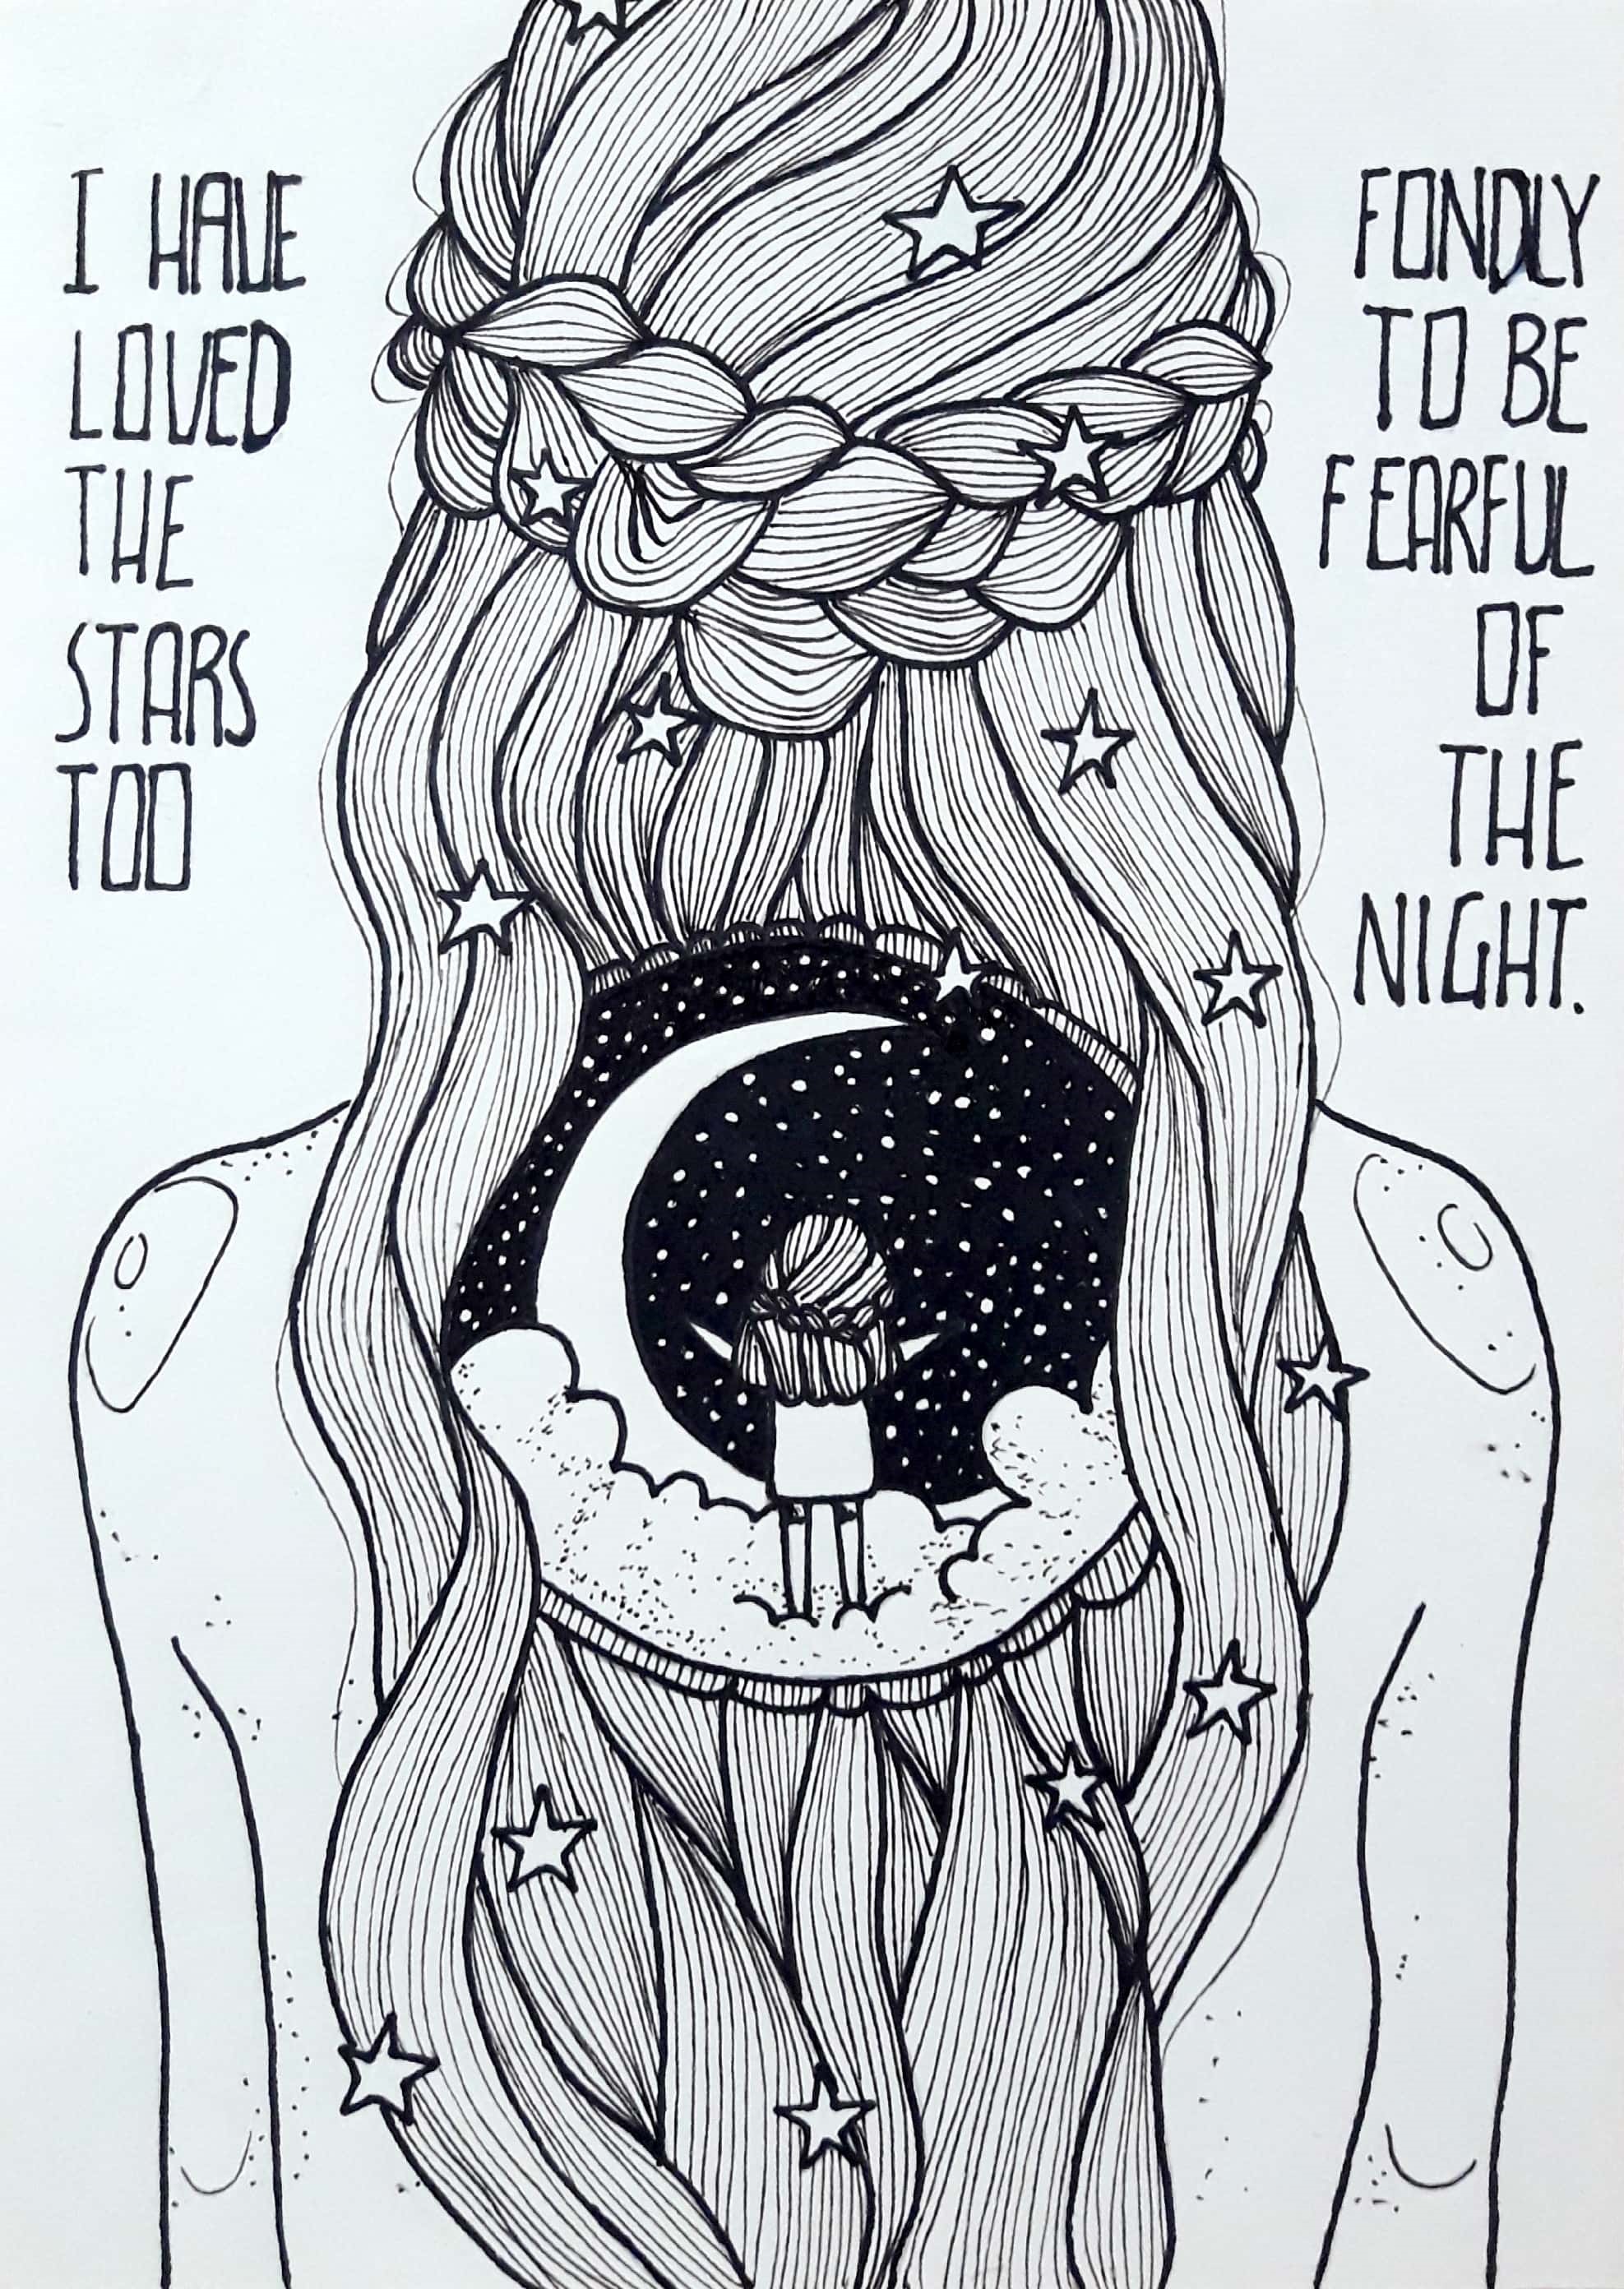 I HAVE
LOVED
THE
STARS
TOO
FONDLY
TO BE
FEARFUL
OF
THE
NIGHT.